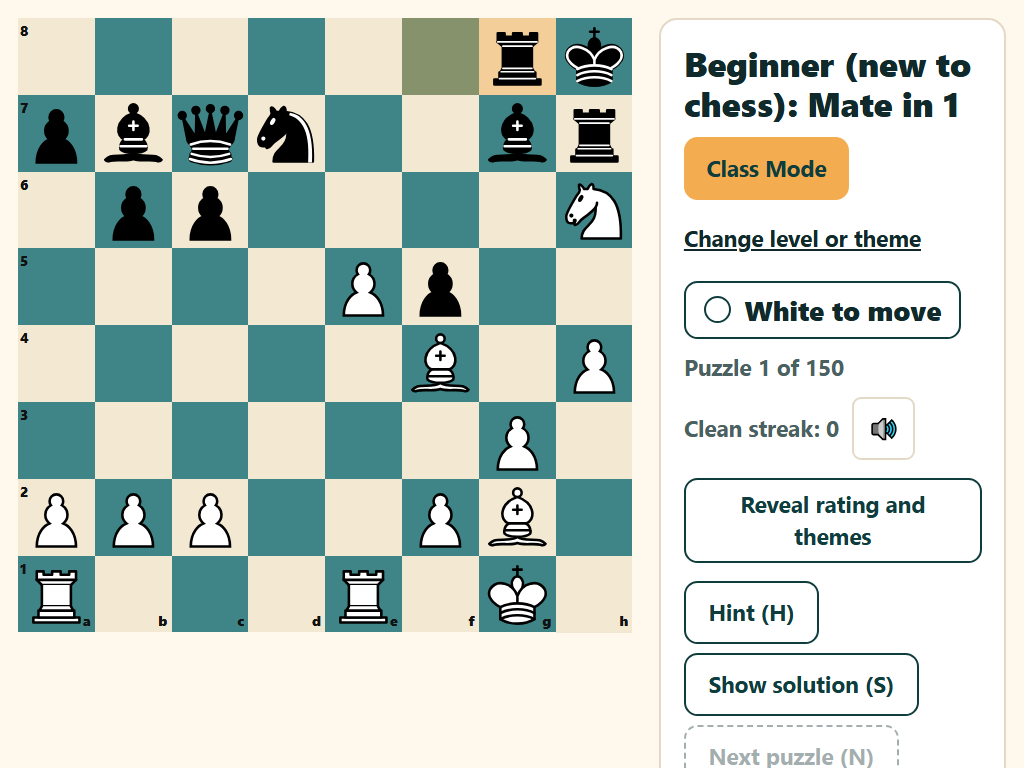 8
7
6
5
4
3
2
1
a
b
c
d
e
f
g
h
Beginner (new to
chess): Mate in 1
Class Mode
Change level or theme
White to move
Puzzle 1 of 150
Clean streak: 0
Reveal rating and
themes
Hint (H)
Show solution (S)
Next puzzle (N)